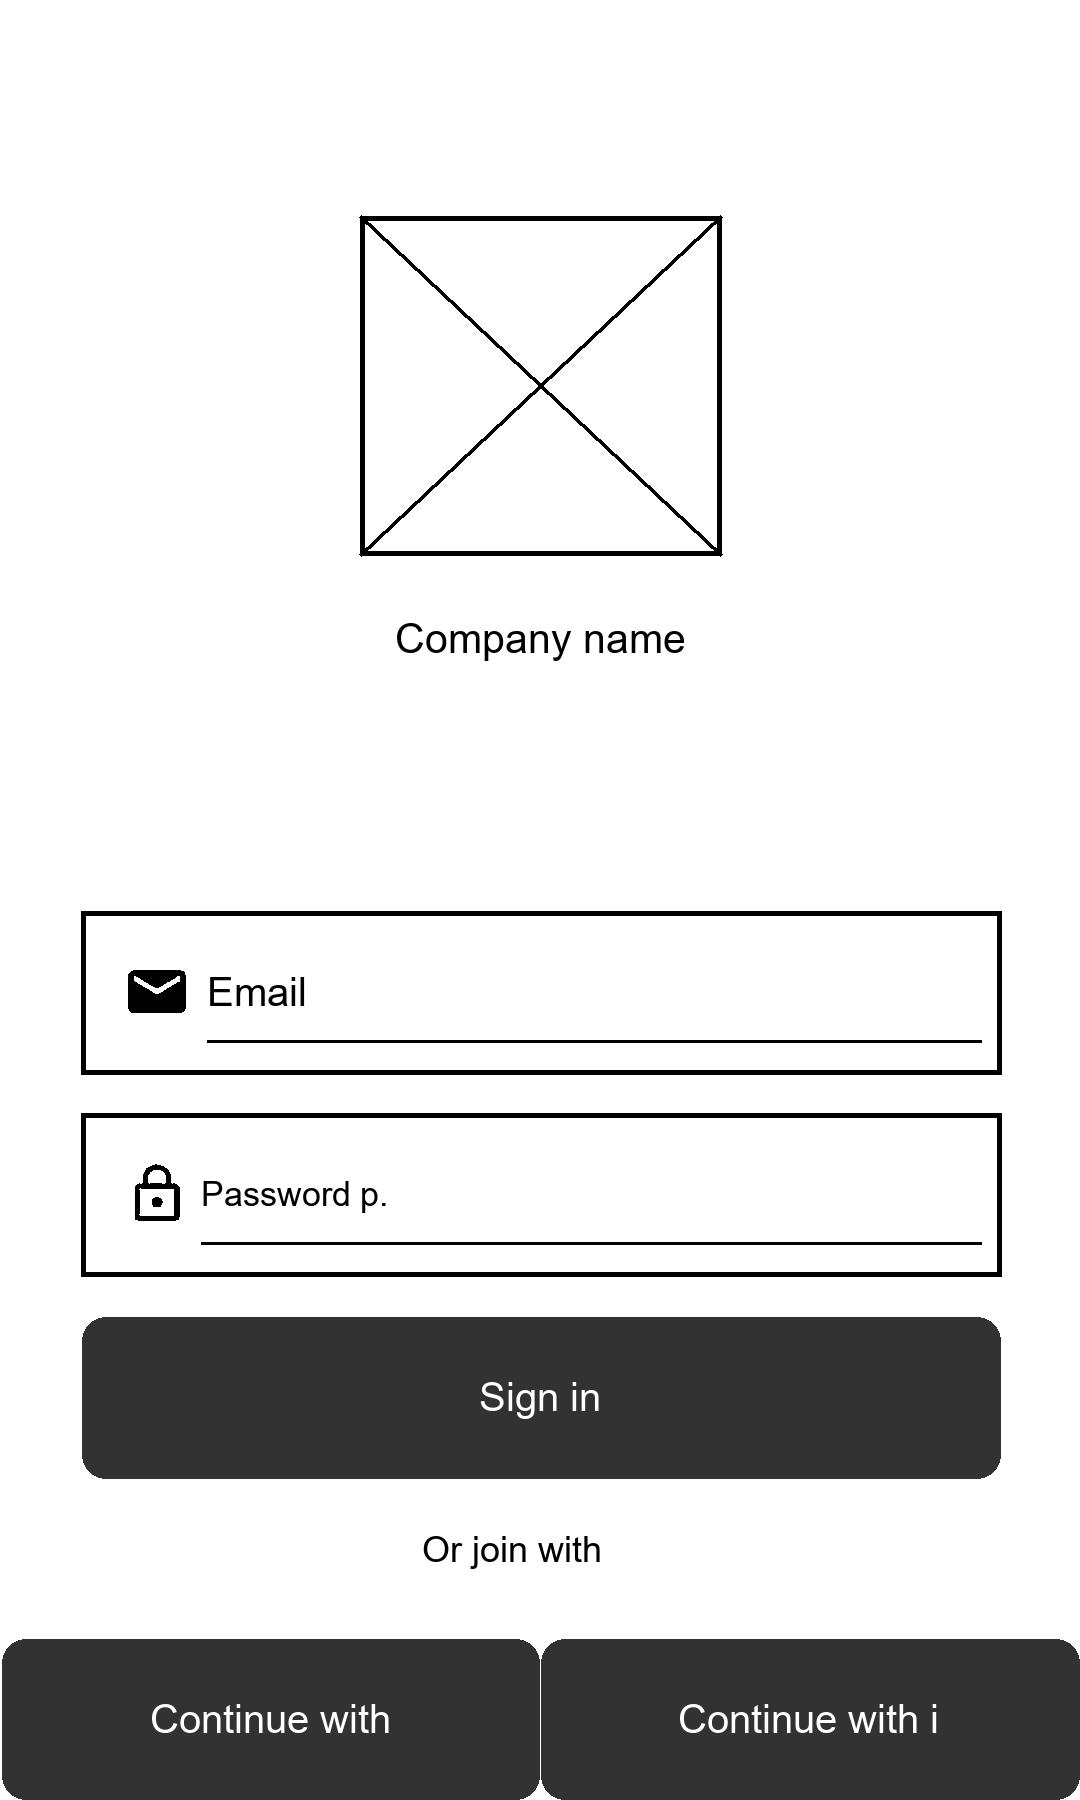 Company name
Email
Password p.
Sign in
Or join with
Continue with
Continue with i